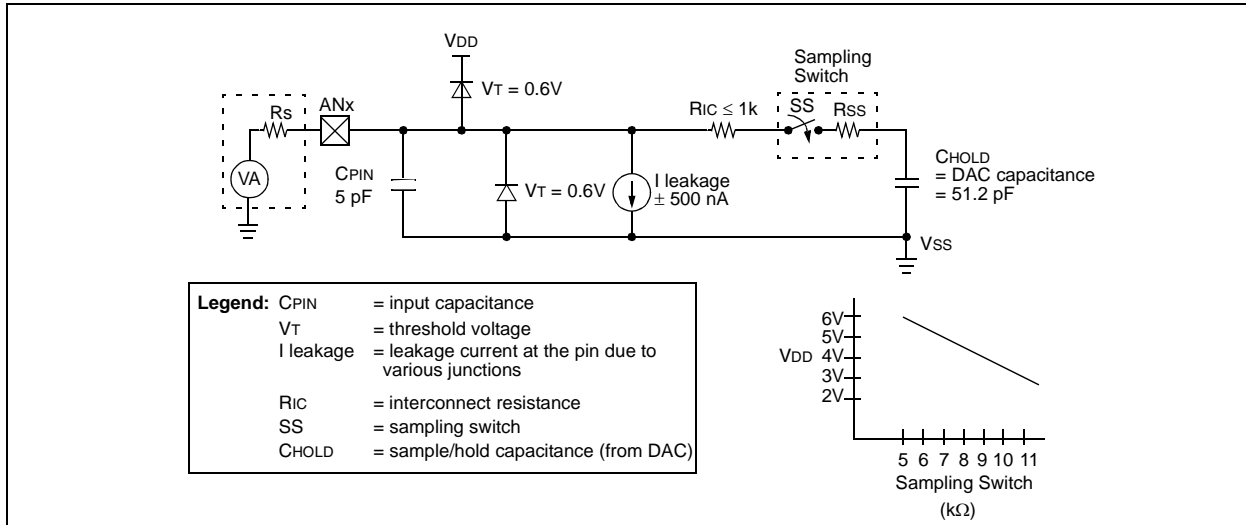 VDD
VT = 0.6V
Sampling
Switch
RS
ANx
RIC ≤ 1k
SS
RSS
VA
CPIN
5 pF
VT = 0.6V
I leakage
± 500 nA
CHOLD
= DAC capacitance
= 51.2 pF
VSS
Legend: CPIN = input capacitance
VT = threshold voltage
I leakage = leakage current at the pin due to
various junctions
RIC = interconnect resistance
SS = sampling switch
CHOLD = sample/hold capacitance (from DAC)
6V
5V
VDD 4V
3V
2V
5 6 7 8 9 10 11
Sampling Switch
(kΩ)